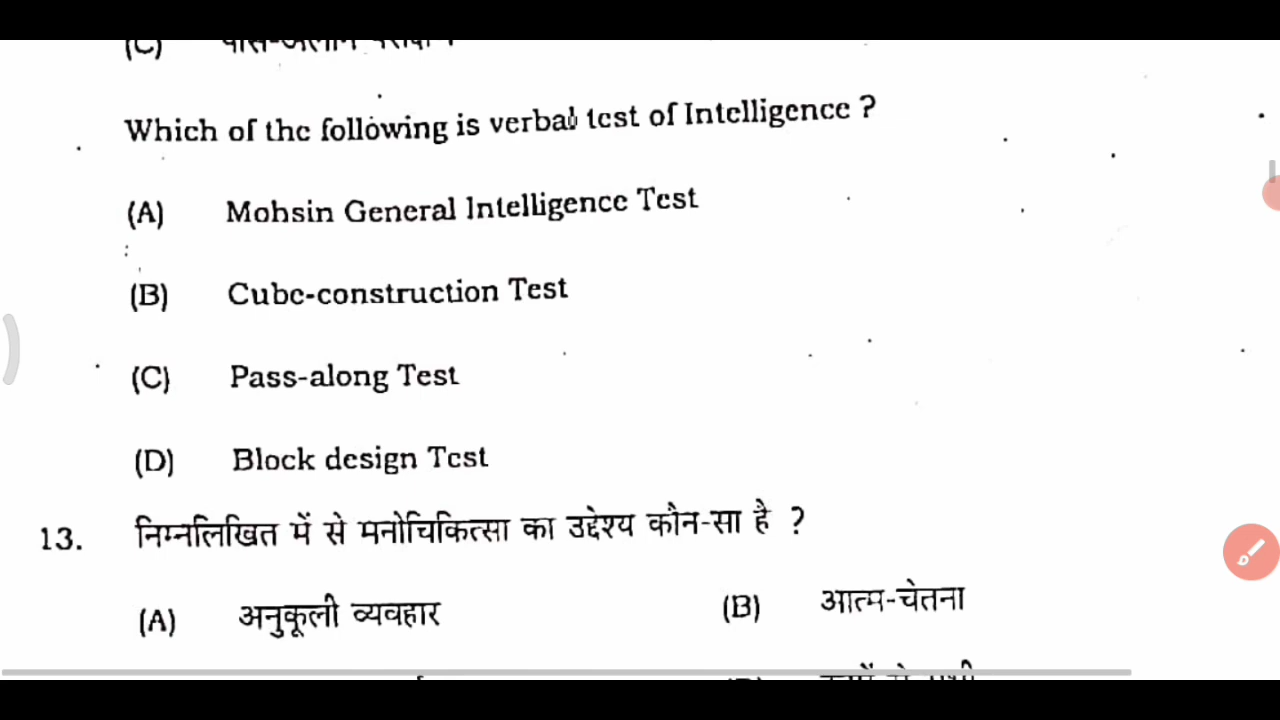 (C)
Which of the following is verbal test of Intelligence ?
(A) Mohsin General Intelligence Test
(B) Cube-construction Test
(C) Pass-along Test
(D) Block design Test
13. निम्नलिखित में से मनोचिकित्सा का उद्देश्य कौन-सा है ?
(A) अनुकूली व्यवहार (B) आत्म-चेतना